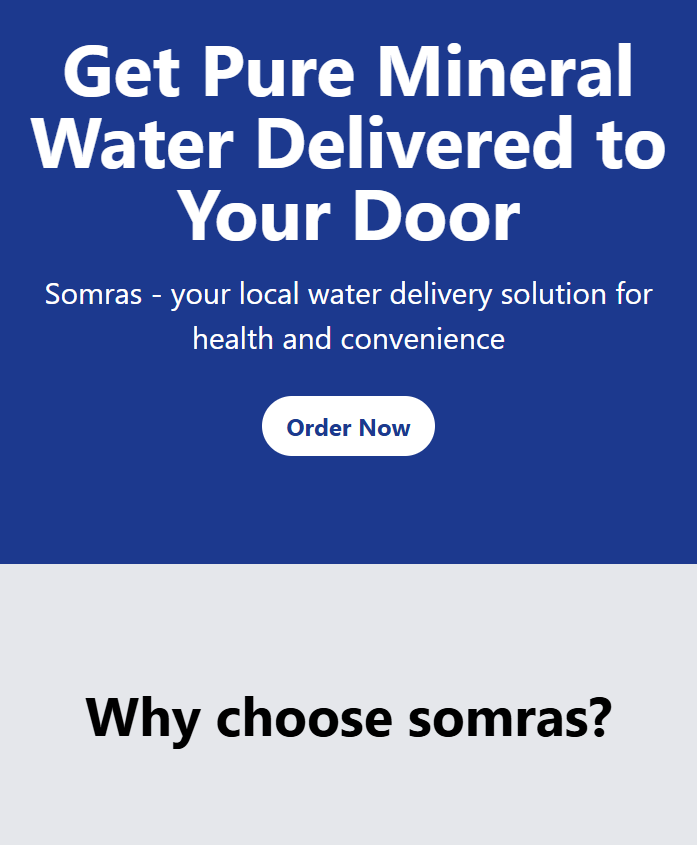 Get Pure Mineral
Water Delivered to
Your Door
Somras - your local water delivery solution for
health and convenience
Order Now
Why choose somras?